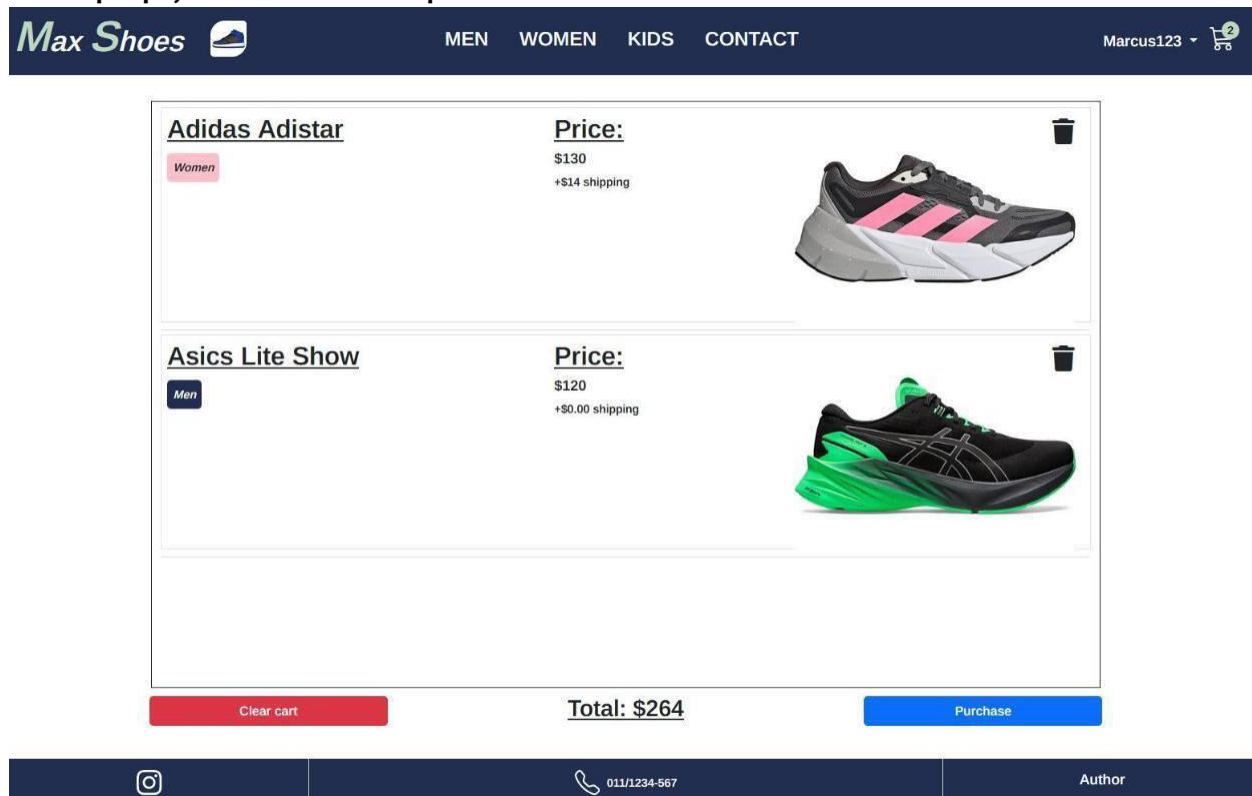 Max Shoes
MEN WOMEN KIDS CONTACT
Marcus123
2
Adidas Adistar
Women
Price:
$130
+$14 shipping
Asics Lite Show
Men
Price:
$120
+$0.00 shipping
Clear cart
Total: $264
Purchase
011/1234-567
Author